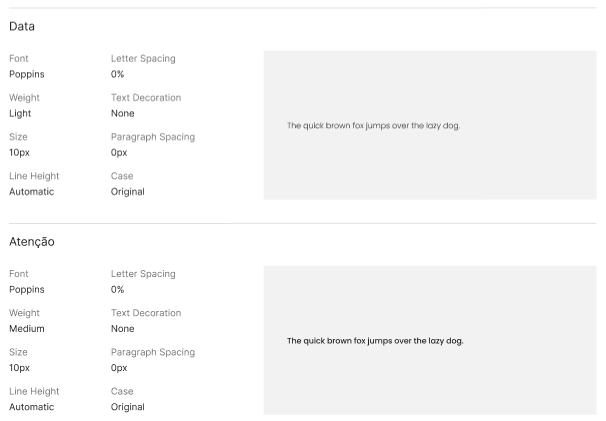 Data
Font
Letter Spacing
Poppins
0%
Weight
Text Decoration
Light
None
Size
Paragraph Spacing
10px
0px
Line Height
Case
Automatic
Original
The quick brown fox jumps over the lazy dog.
Atenção
Font
Letter Spacing
Poppins
0%
Weight
Text Decoration
Medium
None
Size
Paragraph Spacing
10px
0px
Line Height
Case
Automatic
Original
The quick brown fox jumps over the lazy dog.